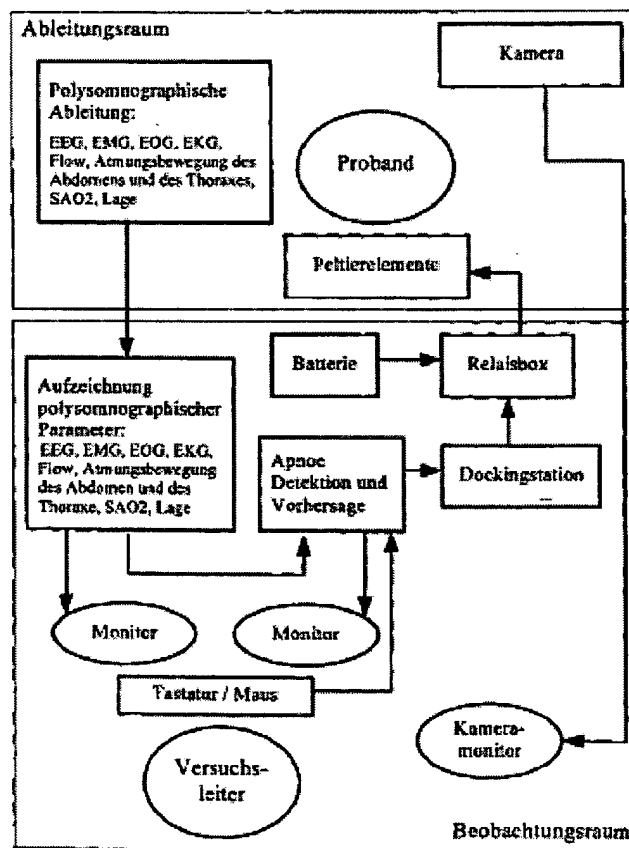 Ableitungsraum
Kamera
Polysomnographische
Ableitung:
EEG, EMG, EOG. EKG,
Flow, Atmungsbewegung des
Abdomens und des Thoraxes,
SAO2, Lage
Proband
Peltierelemente
Batterie
Relaisbox
Aufzeichnung
polysomnographischer
Parameter:
EEG, EMG, EOG, EKG,
Flow, Atmungsbewegung
des Abdomen und des
Thoraxe, SAO2, Lage
Apnoe
Detektion und
Vorhersage
Dockingstation
Monitor
Monitor
Tastatur / Maus
Kamera-
monitor
Versuchs-
leiter
Beobachtungsraum